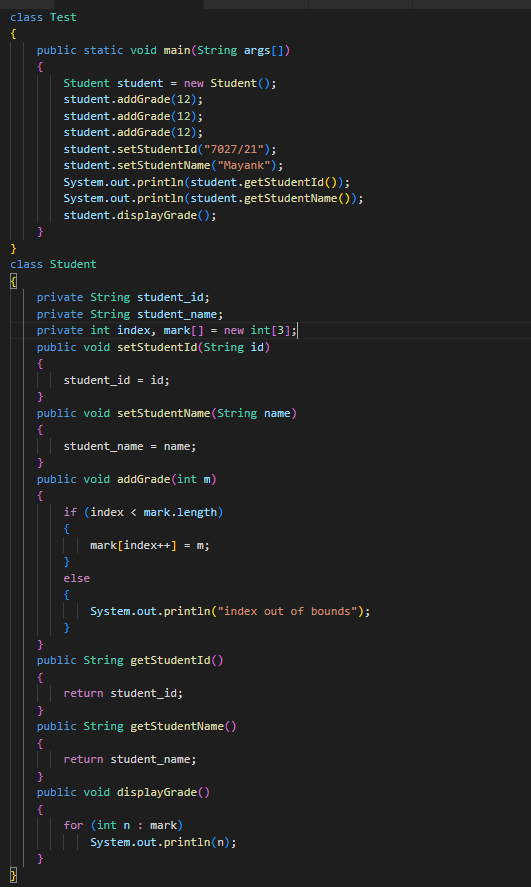 class Test
{
    public static void main(String args[])
    {
        Student student = new Student();
        student.addGrade(12);
        student.addGrade(12);
        student.addGrade(12);
        student.setStudentId("7027/21");
        student.setStudentName("Mayank");
        System.out.println(student.getStudentId());
        System.out.println(student.getStudentName());
        student.displayGrade();
    }
}
class Student
{
    private String student_id;
    private String student_name;
    private int index, mark[] = new int[3];
    public void setStudentId(String id)
    {
        student_id = id;
    }
    public void setStudentName(String name)
    {
        student_name = name;
    }
    public void addGrade(int m)
    {
        if (index < mark.length)
        {
            mark[index++] = m;
        }
        else
        {
            System.out.println("index out of bounds");
        }
    }
    public String getStudentId()
    {
        return student_id;
    }
    public String getStudentName()
    {
        return student_name;
    }
    public void displayGrade()
    {
        for (int n : mark)
            System.out.println(n);
    }
}